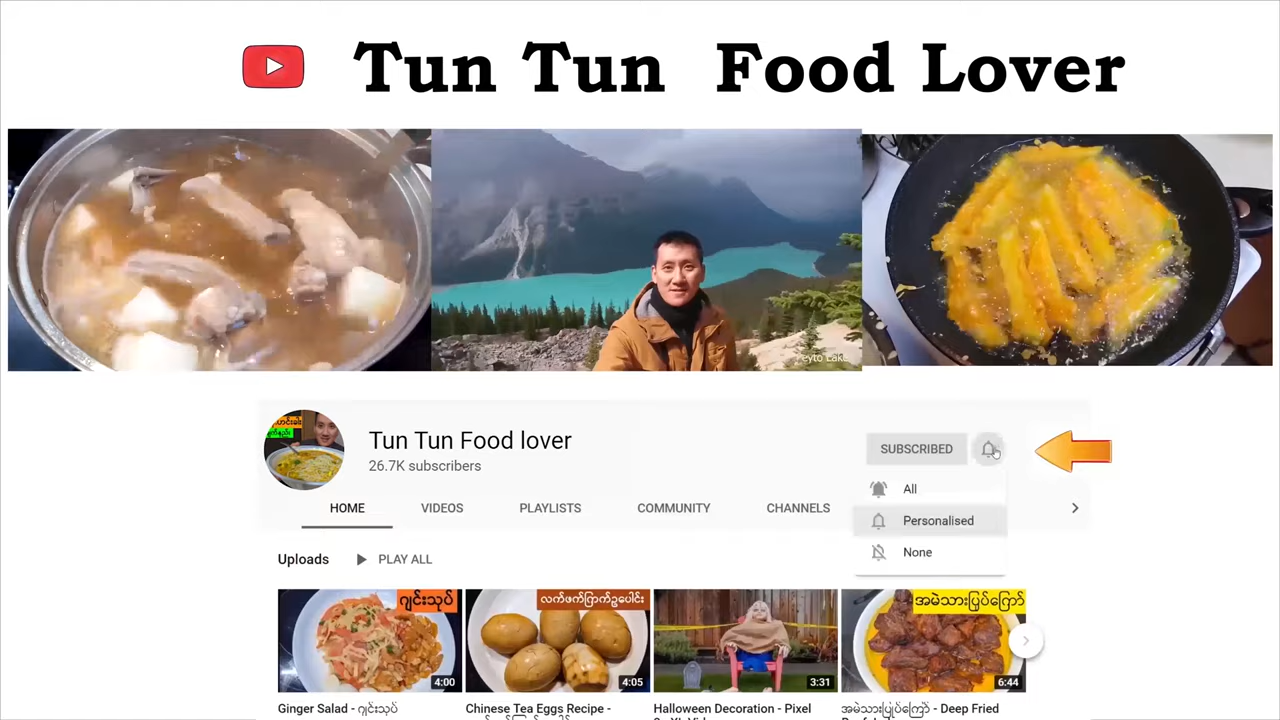 Tun Tun Food Lover
Peyto Lake
Tun Tun Food lover
26.7K subscribers
SUBSCRIBED
All
Personalised
None
HOME VIDEOS PLAYLISTS COMMUNITY CHANNELS
Uploads PLAY ALL
ဂျင်းသုပ်
လက်ဖက်ကြက်ဥပေါင်း
အမဲသားပြုပ်ကြော်
4:00 4:05 3:31 6:44
Ginger Salad - ဂျင်းသုပ်
Chinese Tea Eggs Recipe -
Halloween Decoration - Pixel
အမဲသားပြုပ်ကြော် - Deep Fried